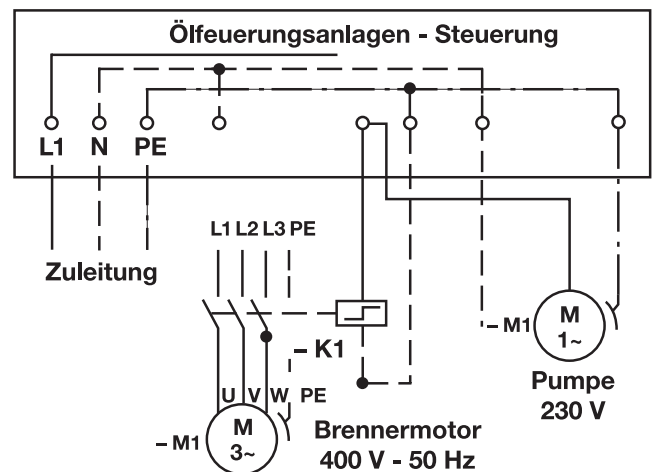 Ölfeuerungsanlagen - Steuerung
L1 N PE
Zuleitung
L1 L2 L3 PE
– K1
U V W PE
– M1
M
3~
Brennermotor
400 V - 50 Hz
– M1
M
1~
Pumpe
230 V